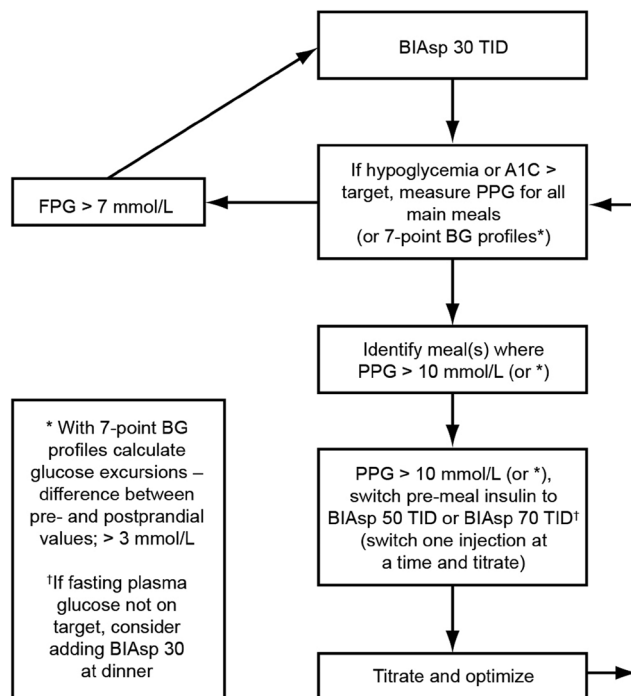 BIAsp 30 TID
If hypoglycemia or A1C >
target, measure PPG for all
main meals
(or 7-point BG profiles*)
FPG > 7 mmol/L
Identify meal(s) where
PPG > 10 mmol/L (or *)
PPG > 10 mmol/L (or *),
switch pre-meal insulin to
BIAsp 50 TID or BIAsp 70 TID†
(switch one injection at
a time and titrate)
Titrate and optimize
* With 7-point BG
profiles calculate
glucose excursions –
difference between
pre- and postprandial
values; > 3 mmol/L
†If fasting plasma
glucose not on
target, consider
adding BIAsp 30
at dinner